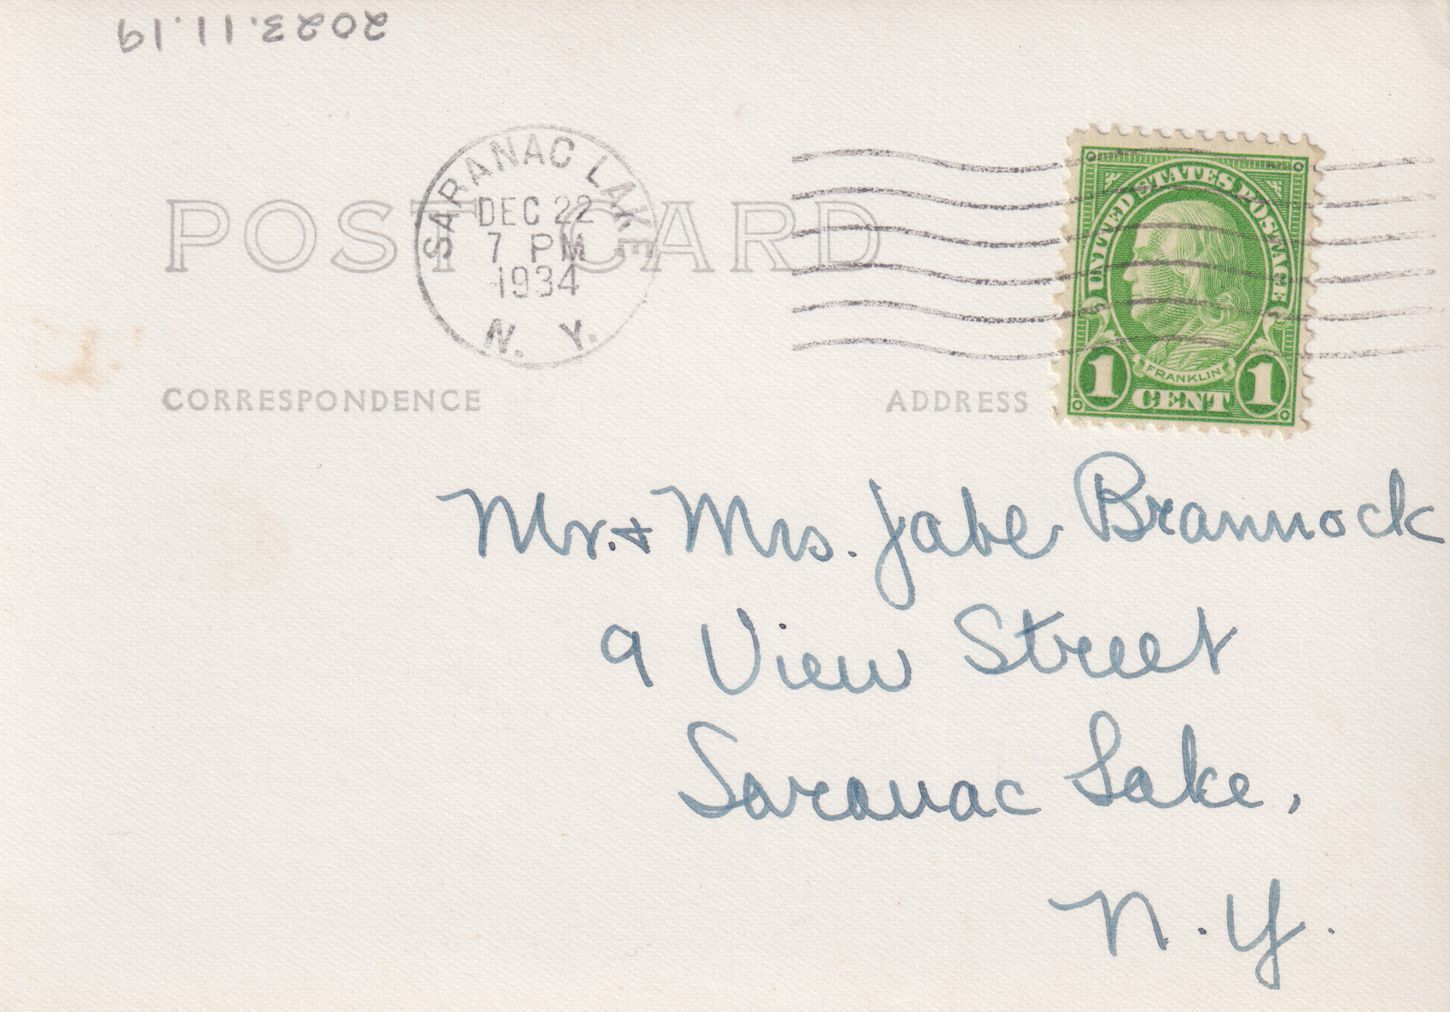 2023.11.19
POST CARD
SARANAC LAKE
DEC 22
7 PM
1934
N. Y.
UNITED STATES POSTAGE
FRANKLIN
1 CENT 1
CORRESPONDENCE
ADDRESS
Mr. + Mrs. Jabe Brannock
9 View Street
Saranac Lake,
N. Y.